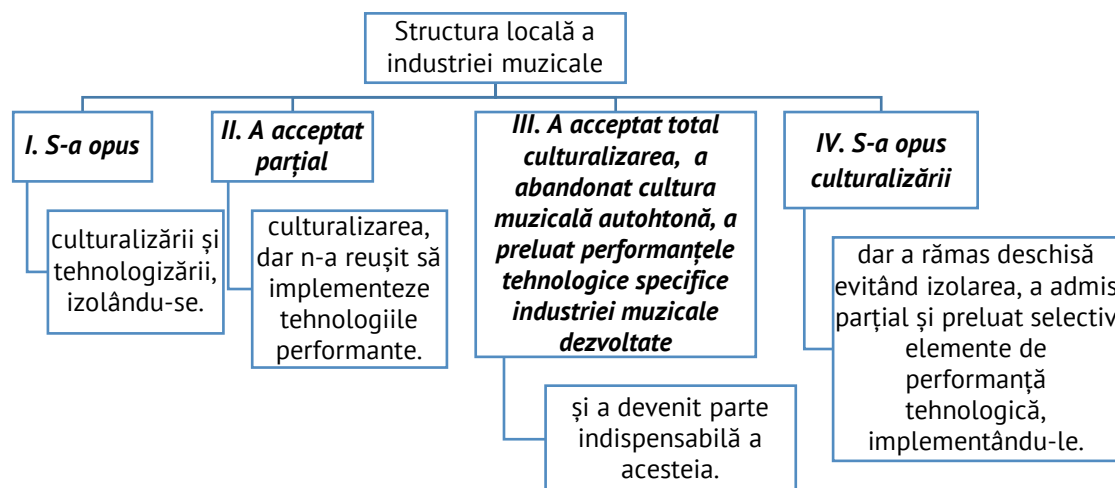 Structura locală a
industriei muzicale
I. S-a opus
culturalizării și
tehnologizării,
izolându-se.
II. A acceptat
parțial
culturalizarea,
dar n-a reușit să
implementeze
tehnologiile
performante.
III. A acceptat total
culturalizarea, a
abandonat cultura
muzicală autohtonă, a
preluat performanțele
tehnologice specifice
industriei muzicale
dezvoltate
și a devenit parte
indispensabilă a
acesteia.
IV. S-a opus
culturalizării
dar a rămas deschisă
evitând izolarea, a admis
parțial și preluat selectiv
elemente de
performanță
tehnologică,
implementându-le.